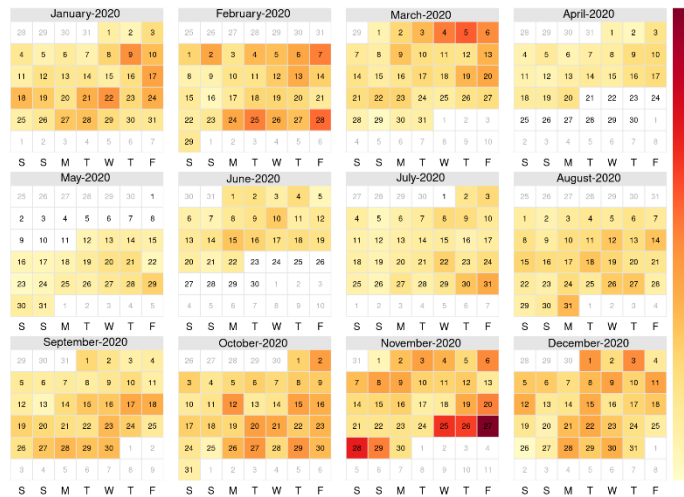 January-2020 February-2020 March-2020 April-2020
28 29 30 31 1 2 3 25 26 27 28 29 30 31 29 1 2 3 4 5 6 28 29 30 31 1 2 3
4 5 6 7 8 9 10 1 2 3 4 5 6 7 7 8 9 10 11 12 13 4 5 6 7 8 9 10
11 12 13 14 15 16 17 8 9 10 11 12 13 14 14 15 16 17 18 19 20 11 12 13 14 15 16 17
18 19 20 21 22 23 24 15 16 17 18 19 20 21 21 22 23 24 25 26 27 18 19 20 21 22 23 24
25 26 27 28 29 30 31 22 23 24 25 26 27 28 28 29 30 31 1 2 3 25 26 27 28 29 30 1
1 2 3 4 5 6 7 29 1 2 3 4 5 6 4 5 6 7 8 9 10 2 3 4 5 6 7 8
S S M T W T F S S M T W T F S S M T W T F S S M T W T F
May-2020 June-2020 July-2020 August-2020
25 26 27 28 29 30 1 30 31 1 2 3 4 5 27 28 29 30 1 2 3 25 26 27 28 29 30 31
2 3 4 5 6 7 8 6 7 8 9 10 11 12 4 5 6 7 8 9 10 1 2 3 4 5 6 7
9 10 11 12 13 14 15 13 14 15 16 17 18 19 11 12 13 14 15 16 17 8 9 10 11 12 13 14
16 17 18 19 20 21 22 20 21 22 23 24 25 26 18 19 20 21 22 23 24 15 16 17 18 19 20 21
23 24 25 26 27 28 29 27 28 29 30 1 2 3 25 26 27 28 29 30 31 22 23 24 25 26 27 28
30 31 1 2 3 4 5 4 5 6 7 8 9 10 1 2 3 4 5 6 7 29 30 31 1 2 3 4
S S M T W T F S S M T W T F S S M T W T F S S M T W T F
September-2020 October-2020 November-2020 December-2020
29 30 31 1 2 3 4 26 27 28 29 30 1 2 31 1 2 3 4 5 6 28 29 30 1 2 3 4
5 6 7 8 9 10 11 3 4 5 6 7 8 9 7 8 9 10 11 12 13 5 6 7 8 9 10 11
12 13 14 15 16 17 18 10 11 12 13 14 15 16 14 15 16 17 18 19 20 12 13 14 15 16 17 18
19 20 21 22 23 24 25 17 18 19 20 21 22 23 21 22 23 24 25 26 27 19 20 21 22 23 24 25
26 27 28 29 30 1 2 24 25 26 27 28 29 30 28 29 30 1 2 3 4 26 27 28 29 30 31 1
3 4 5 6 7 8 9 31 1 2 3 4 5 6 5 6 7 8 9 10 11 2 3 4 5 6 7 8
S S M T W T F S S M T W T F S S M T W T F S S M T W T F